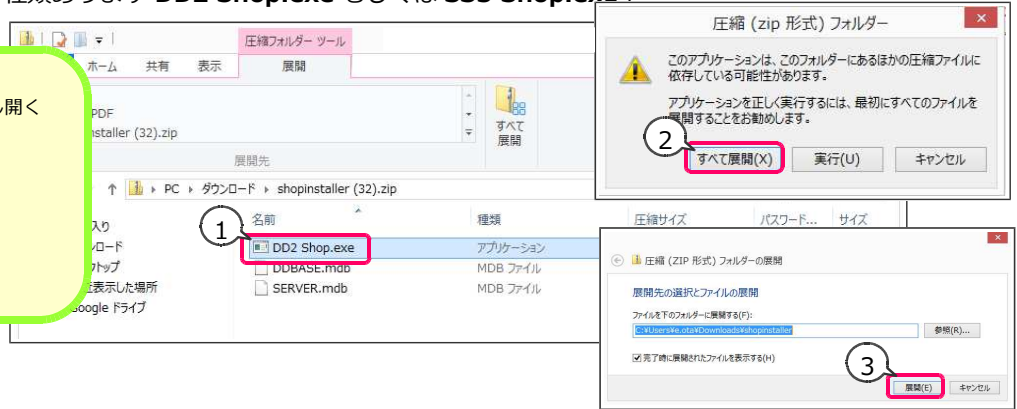 DD2 Shop.exe
圧縮フォルダー ツール
ホーム 共有 表示 展開
ル開く
PDF
nstaller (32).zip
すべて
展開
展開先
PC ▸ ダウンロード ▸ shopinstaller (32).zip
名前 種類 圧縮サイズ パスワード... サイズ
1
DD2 Shop.exe アプリケーション
DDBASE.mdb MDB ファイル
SERVER.mdb MDB ファイル
表示した場所
Google ドライブ
圧縮 (zip 形式) フォルダー
このアプリケーションは、このフォルダーにあるほかの圧縮ファイルに
依存している可能性があります。
アプリケーションを正しく実行するには、最初にすべてのファイルを
展開することをお勧めします。
2
すべて展開(X) 実行(U) キャンセル
圧縮 (ZIP 形式) フォルダーの展開
展開先の選択とファイルの展開
ファイルを下のフォルダーに展開する(F):
C:¥Users¥e.ota¥Downloads¥shopinstaller 参照(R)...
完了時に展開されたファイルを表示する(H)
3
展開(E) キャンセル